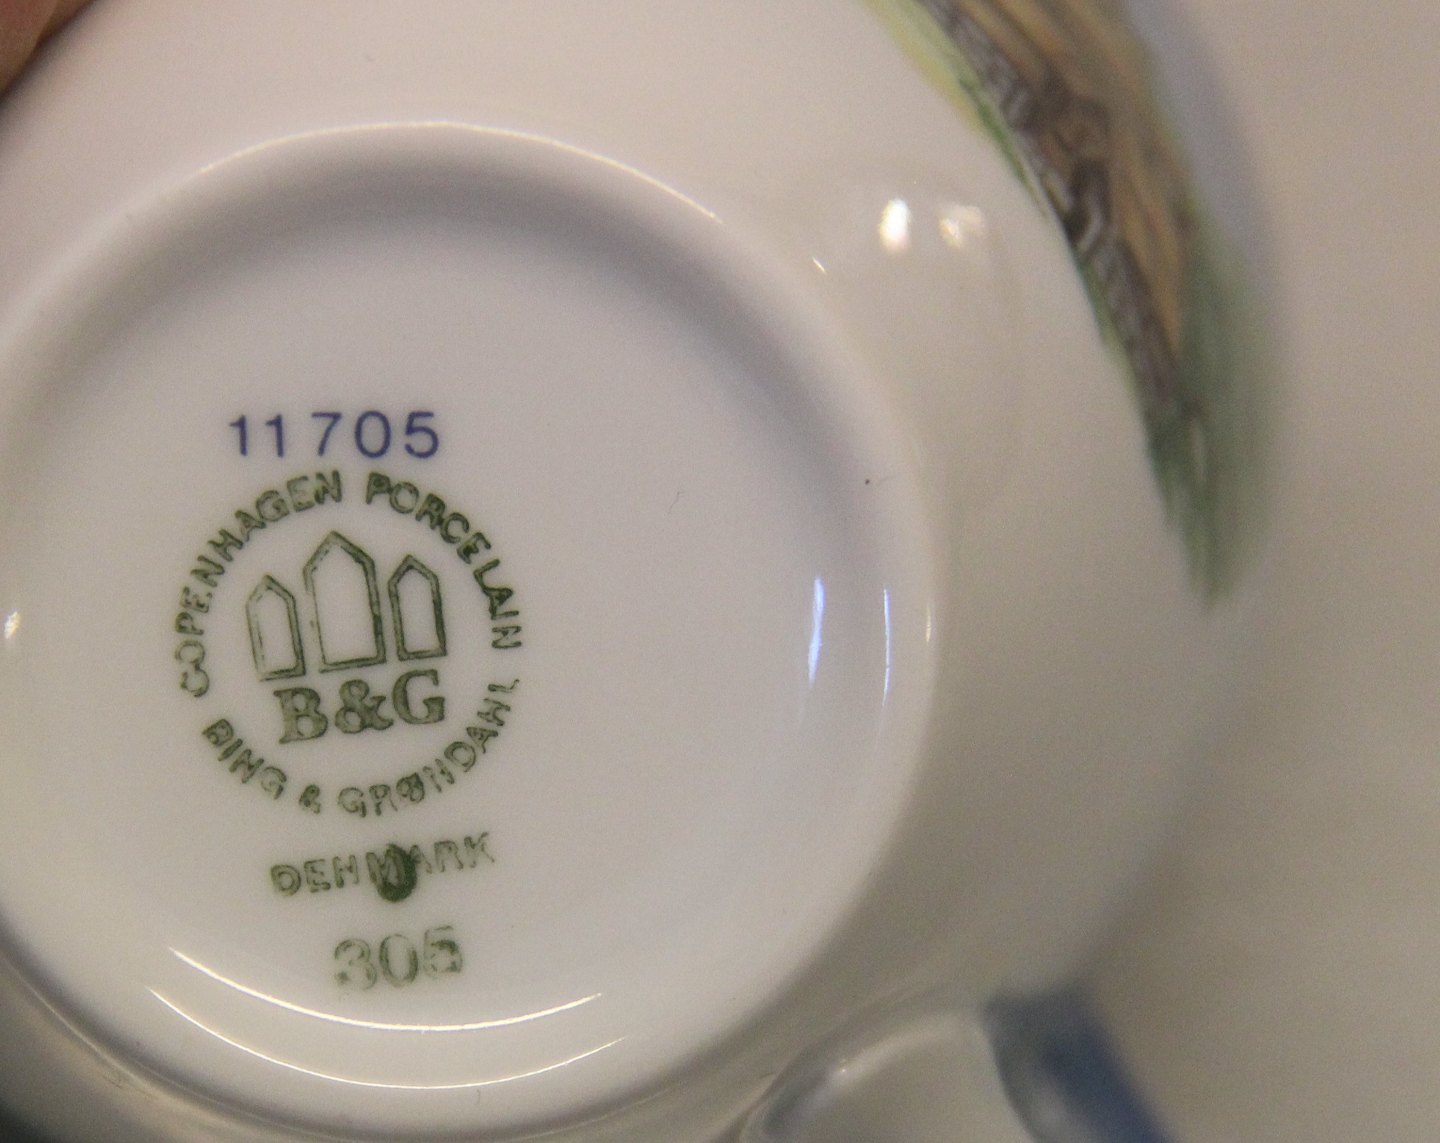 11705
COPENHAGEN PORCELAIN
B&G
BING & GRØNDAHL
DENMARK
305